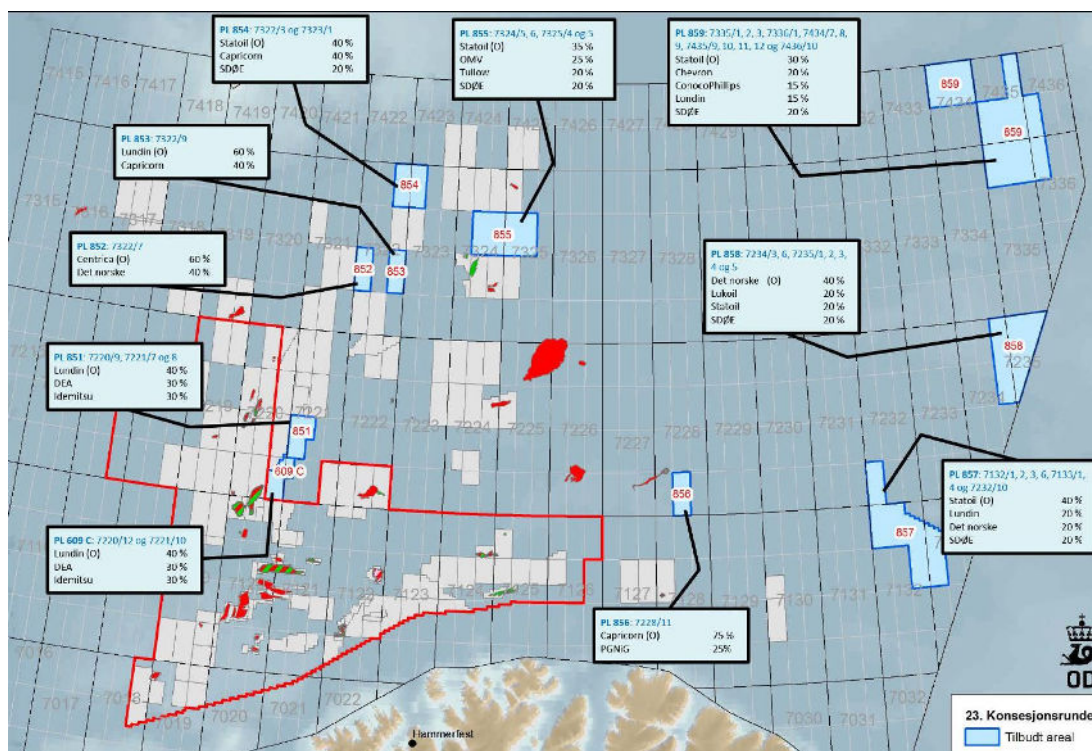 PL 854: 7322/3 og 7323/1
Statoil (O) 40 %
Capricorn 40 %
SDØE 20 %
PL 855: 7324/5, 6, 7325/4 og 5
Statoil (O) 35 %
OMV 25 %
Tullow 20 %
SDØE 20 %
PL 859: 7335/1, 2, 3, 7336/1, 7434/7, 8,
9, 7435/9, 10, 11, 12 og 7436/10
Statoil (O) 30 %
Chevron 20 %
ConocoPhillips 15 %
Lundin 15 %
SDØE 20 %
PL 853: 7322/9
Lundin (O) 60 %
Capricorn 40 %
PL 852: 7322/7
Centrica (O) 60 %
Det norske 40 %
PL 858: 7234/3, 6, 7235/1, 2, 3,
4 og 5
Det norske (O) 40 %
Lukoil 20 %
Statoil 20 %
SDØE 20 %
PL 851: 7220/9, 7221/7 og 8
Lundin (O) 40 %
DEA 30 %
Idemitsu 30 %
PL 857: 7132/1, 2, 3, 6, 7133/1,
4 og 7232/10
Statoil (O) 40 %
Lundin 20 %
Det norske 20 %
SDØE 20 %
PL 609 C: 7220/12 og 7221/10
Lundin (O) 40 %
DEA 30 %
Idemitsu 30 %
PL 856: 7228/11
Capricorn (O) 75 %
PGNiG 25%
7415
7416
7418
7419
7420
7421
7422
7423
7424
7426
7427
7428
7429
7433
7435
7436
859
859
7336
7335
854
855
7315
7316
7317
7318
7319
7320
7323
7324
7325
7326
7327
7328
852
853
858
7235
7234
7233
7232
7231
7230
7229
7228
7227
7226
7225
7224
7223
7222
7221
7220
851
609 C
856
857
7123
7124
7125
7126
7127
7128
7129
7130
7131
7132
7016
7017
7018
7019
7020
7021
7022
7030
7031
7032
Hammerfest
OD
23. Konsesjonsrunde
Tilbudt areal